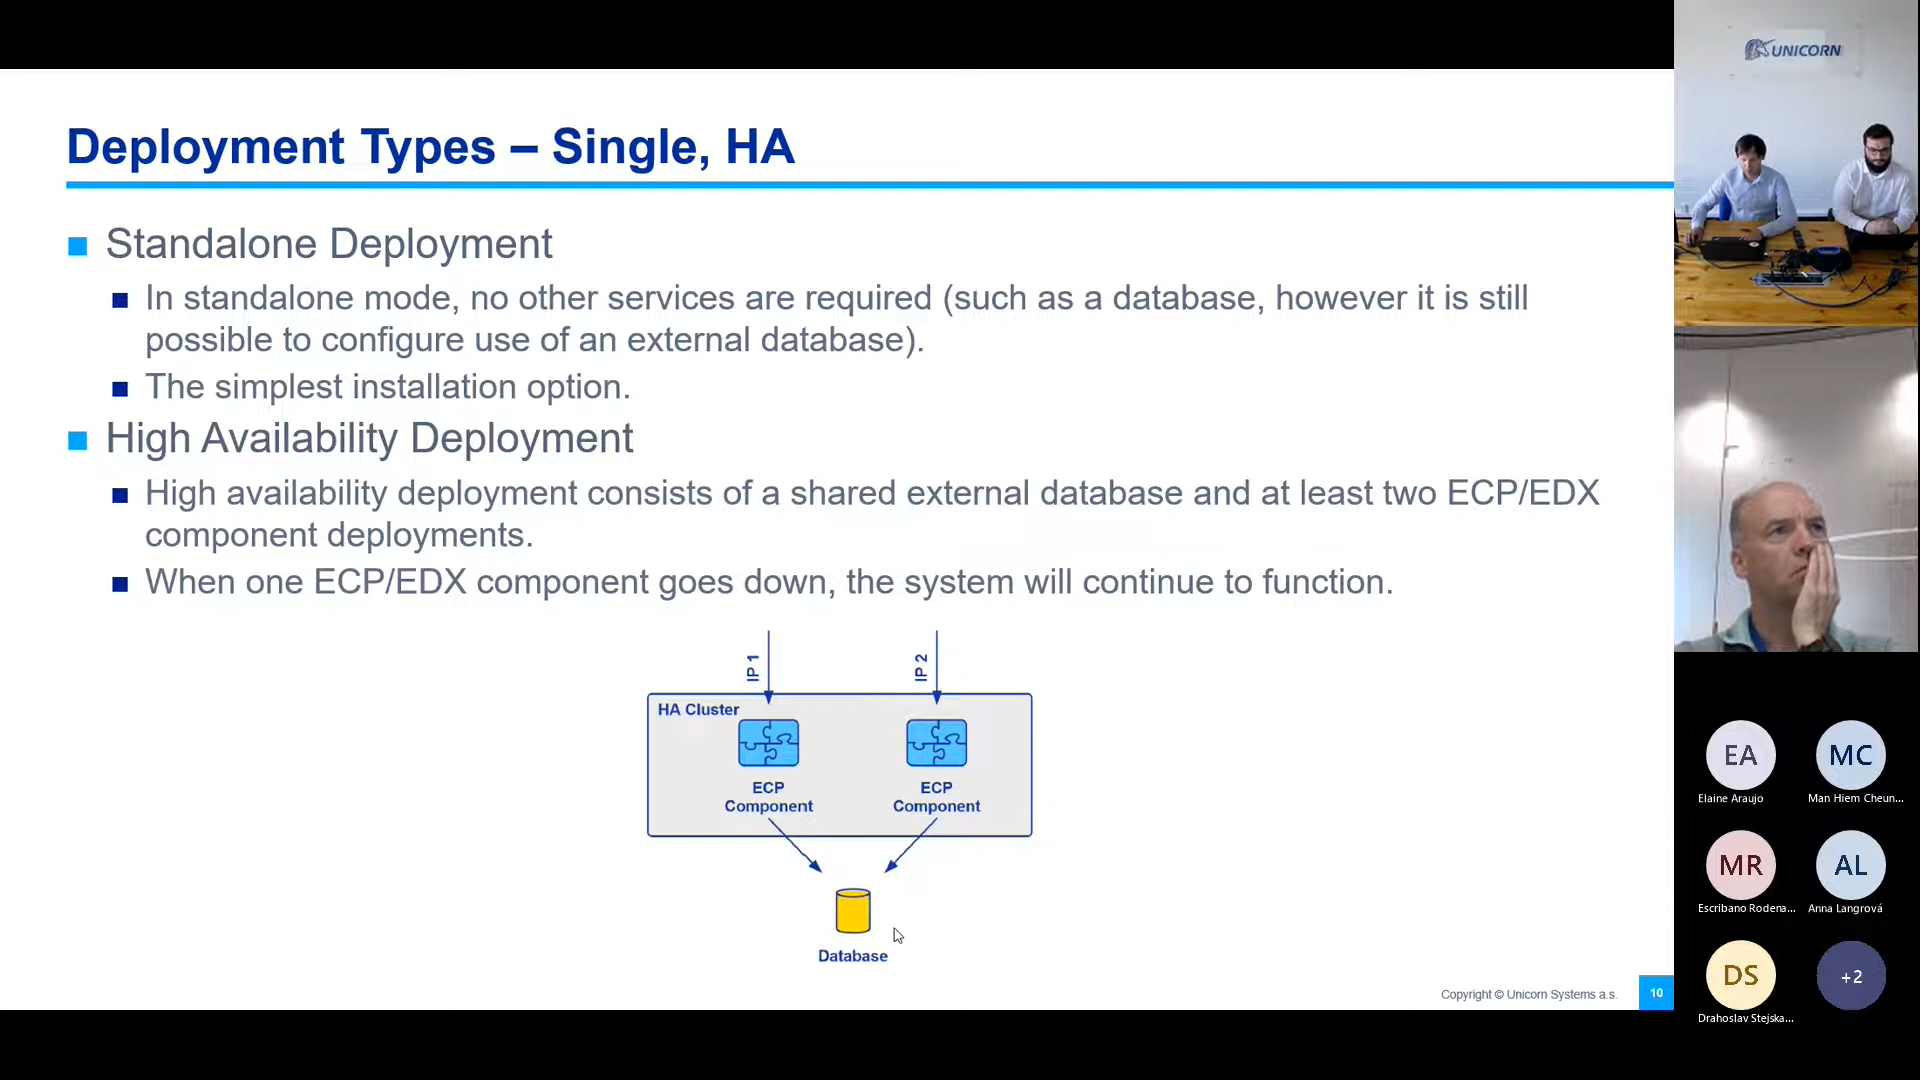 Deployment Types – Single, HA
Standalone Deployment
In standalone mode, no other services are required (such as a database, however it is still
possible to configure use of an external database).
The simplest installation option.
High Availability Deployment
High availability deployment consists of a shared external database and at least two ECP/EDX
component deployments.
When one ECP/EDX component goes down, the system will continue to function.
IP 1
IP 2
HA Cluster
ECP
Component
ECP
Component
Database
Copyright © Unicorn Systems a.s.
10
UNICORN
EA
MC
Elaine Araujo
Man Hiem Cheun...
MR
AL
Escribano Rodena...
Anna Langrová
DS
+2
Drahoslav Stejska...